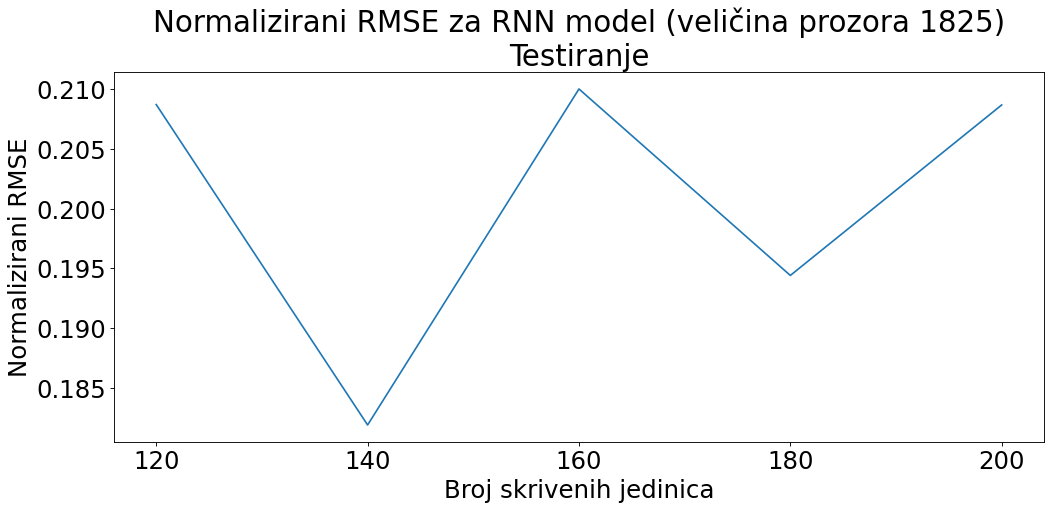 Normalizirani RMSE za RNN model (veličina prozora 1825)
Testiranje
Normalizirani RMSE
0.210
0.205
0.200
0.195
0.190
0.185
120 140 160 180 200
Broj skrivenih jedinica